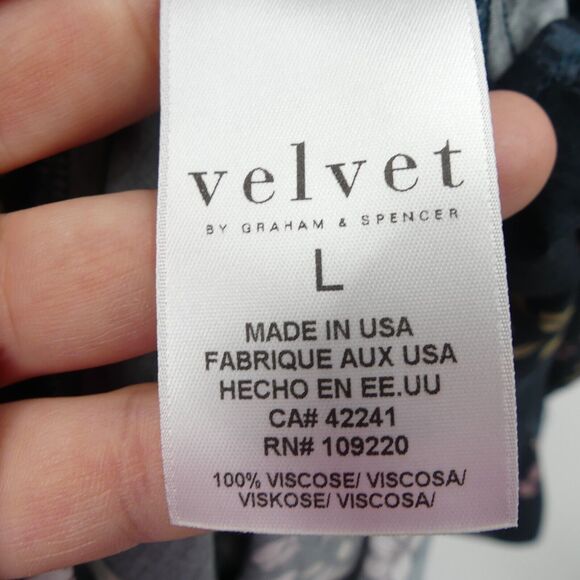 velvet
BY GRAHAM & SPENCER
L
MADE IN USA
FABRIQUE AUX USA
HECHO EN EE.UU
CA# 42241
RN# 109220
100% VISCOSE/ VISCOSA/
VISKOSE/ VISCOSA/